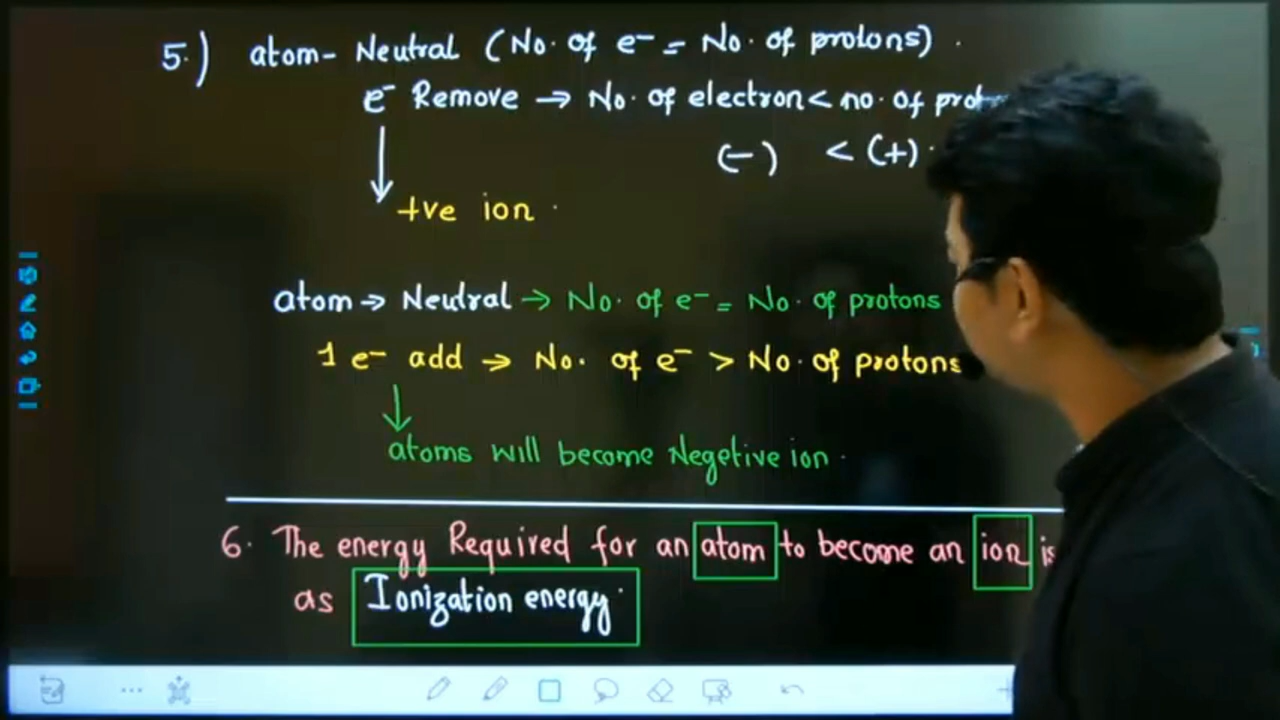 5.) atom- Neutral (No. of e⁻ = No. of protons).
e⁻ Remove → No. of electron < no. of
(-) < (+).
+ve ion.
atom → Neutral → No. of e⁻ = No. of protons
1 e⁻ add → No. of e⁻ > No. of protons
atoms will become Negetive ion.
6. The energy Required for an atom to become an ion
as Ionization energy.